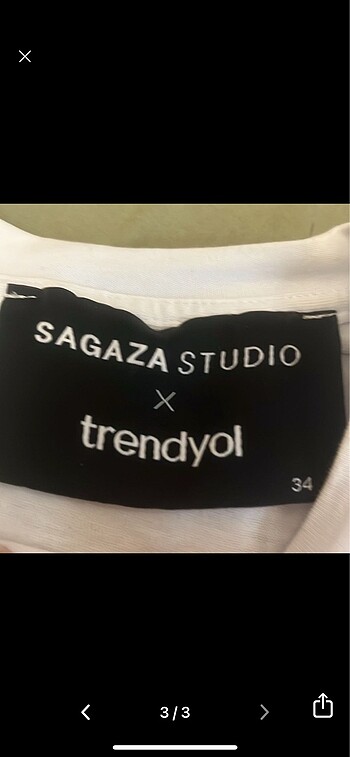 SAGAZA STUDIO
X
trendyol
34
3/3